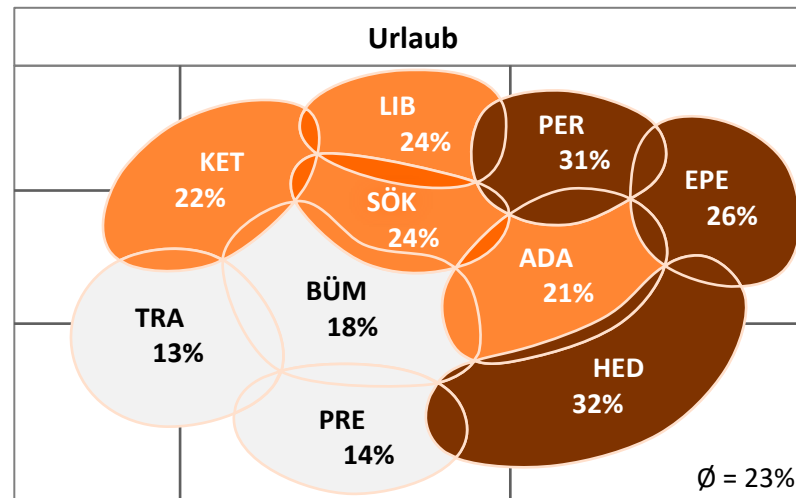 Urlaub
LIB
24%
PER
31%
KET
22%
EPE
26%
SÖK
24%
ADA
21%
BÜM
18%
TRA
13%
HED
32%
PRE
14%
Ø = 23%